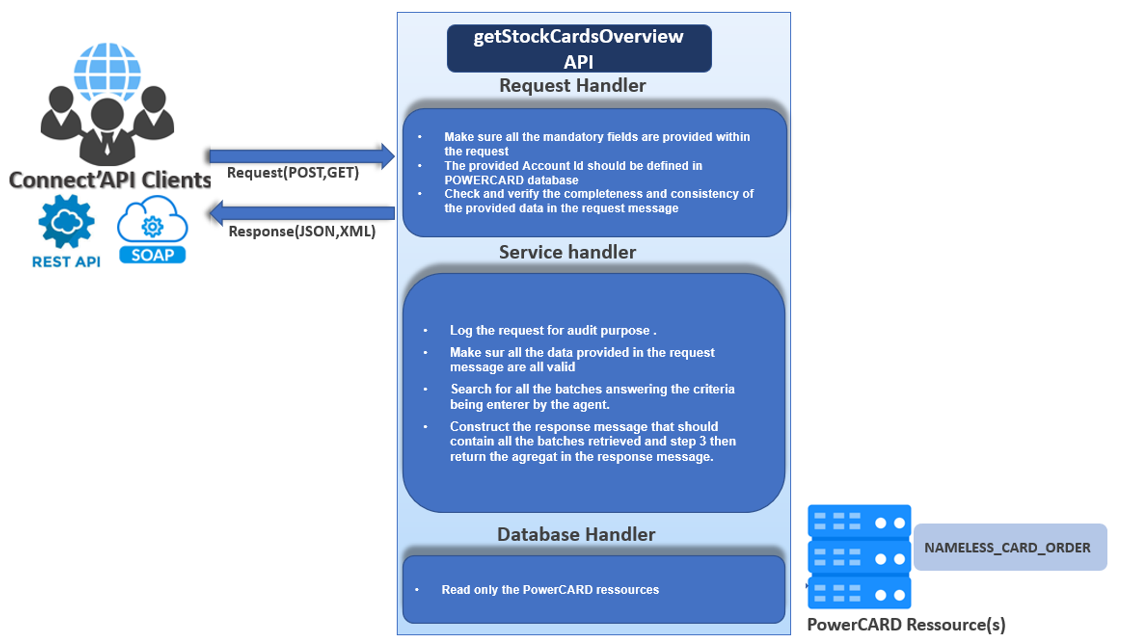 getStockCardsOverview
API
Request Handler
• Make sure all the mandatory fields are provided within
the request
• The provided Account Id should be defined in
POWERCARD database
• Check and verify the completeness and consistency of
the provided data in the request message
Connect'API Clients
REST API
SOAP
Request(POST,GET)
Response(JSON,XML)
Service handler
• Log the request for audit purpose .
• Make sur all the data provided in the request
message are all valid
• Search for all the batches answering the criteria
being enterer by the agent.
• Construct the response message that should
contain all the batches retrieved and step 3 then
return the agregat in the response message.
Database Handler
• Read only the PowerCARD ressources
NAMELESS_CARD_ORDER
PowerCARD Ressource(s)